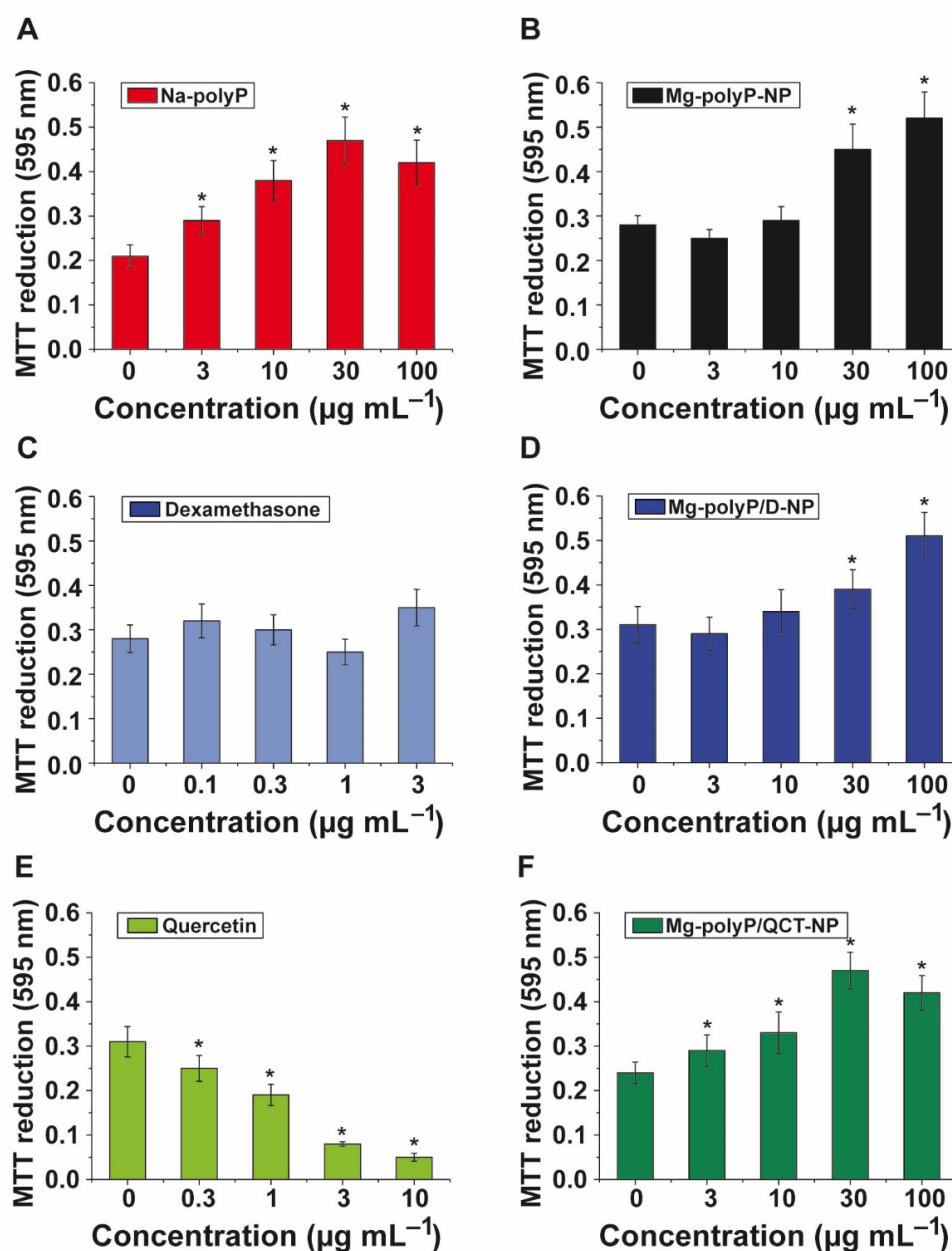 A
Na-polyP
MTT reduction (595 nm)
0.6
0.5
0.4
0.3
0.2
0.1
0.0
* * * *
0 3 10 30 100
Concentration (µg mL⁻¹)
B
Mg-polyP-NP
MTT reduction (595 nm)
0.6
0.5
0.4
0.3
0.2
0.1
0.0
* *
0 3 10 30 100
Concentration (µg mL⁻¹)
C
Dexamethasone
MTT reduction (595 nm)
0.6
0.5
0.4
0.3
0.2
0.1
0.0
0 0.1 0.3 1 3
Concentration (µg mL⁻¹)
D
Mg-polyP/D-NP
MTT reduction (595 nm)
0.6
0.5
0.4
0.3
0.2
0.1
0.0
* *
0 3 10 30 100
Concentration (µg mL⁻¹)
E
Quercetin
MTT reduction (595 nm)
0.6
0.5
0.4
0.3
0.2
0.1
0.0
* * * *
0 0.3 1 3 10
Concentration (µg mL⁻¹)
F
Mg-polyP/QCT-NP
MTT reduction (595 nm)
0.6
0.5
0.4
0.3
0.2
0.1
0.0
* * * *
0 3 10 30 100
Concentration (µg mL⁻¹)